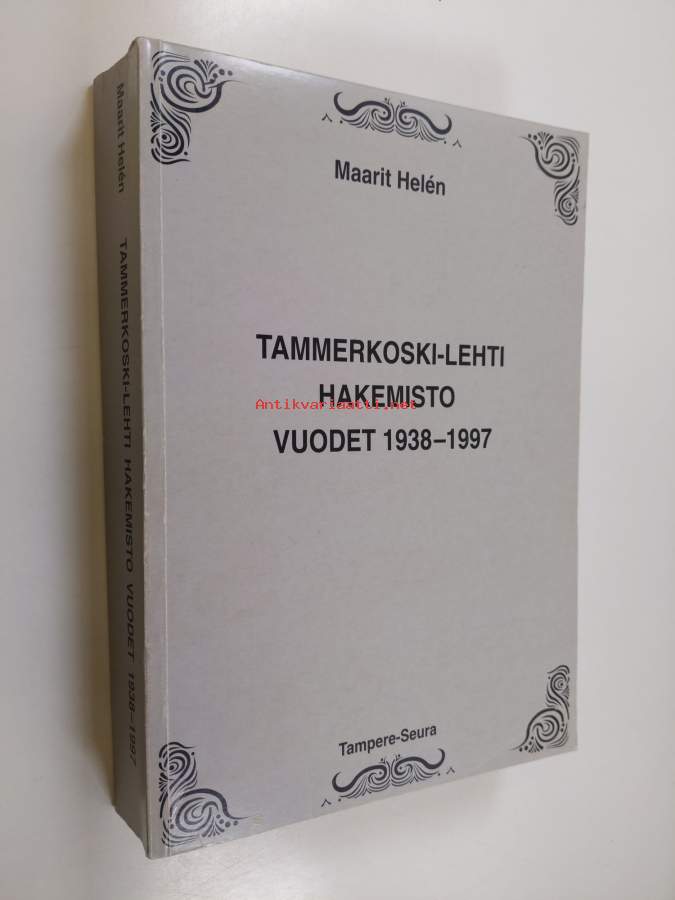 Maarit Helén
TAMMERKOSKI-LEHTI
HAKEMISTO
Antikvariaatti.net
VUODET 1938–1997
Tampere-Seura
Maarit Helén TAMMERKOSKI-LEHTI HAKEMISTO VUODET 1938–1997